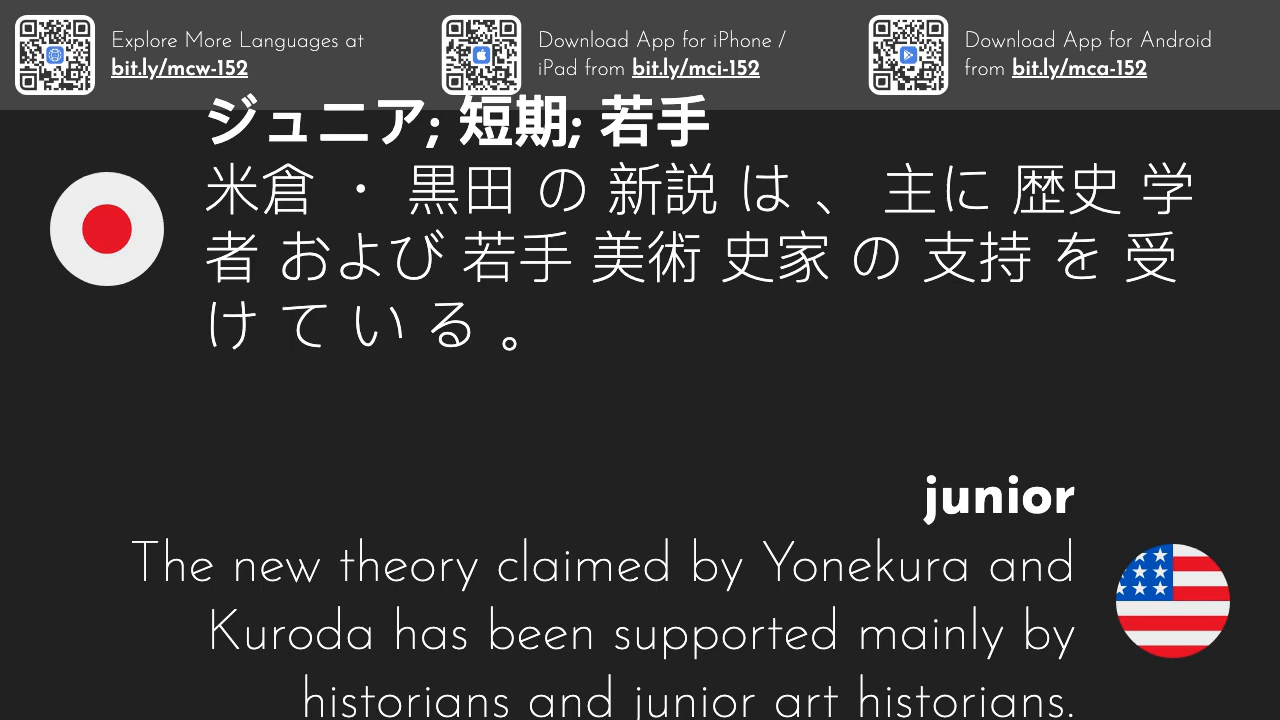 Explore More Languages at
bit.ly/mcw-152
Download App for iPhone /
iPad from bit.ly/mci-152
Download App for Android
from bit.ly/mca-152
ジュニア; 短期; 若手
米倉 ・ 黒田 の 新説 は 、 主に 歴史 学
者 および 若手 美術 史家 の 支持 を 受
け て い る 。
junior
The new theory claimed by Yonekura and
Kuroda has been supported mainly by
historians and junior art historians.